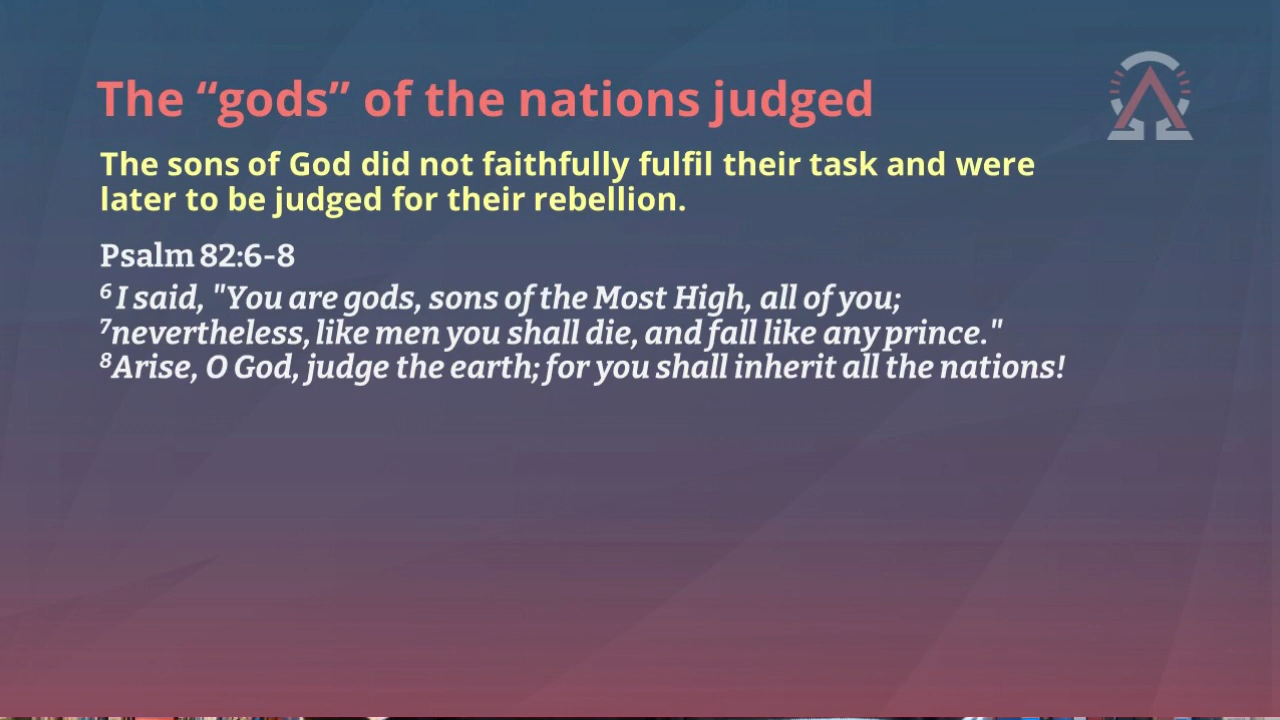 The “gods” of the nations judged
The sons of God did not faithfully fulfil their task and were
later to be judged for their rebellion.
Psalm 82:6-8
⁶ I said, "You are gods, sons of the Most High, all of you;
⁷nevertheless, like men you shall die, and fall like any prince."
⁸Arise, O God, judge the earth; for you shall inherit all the nations!